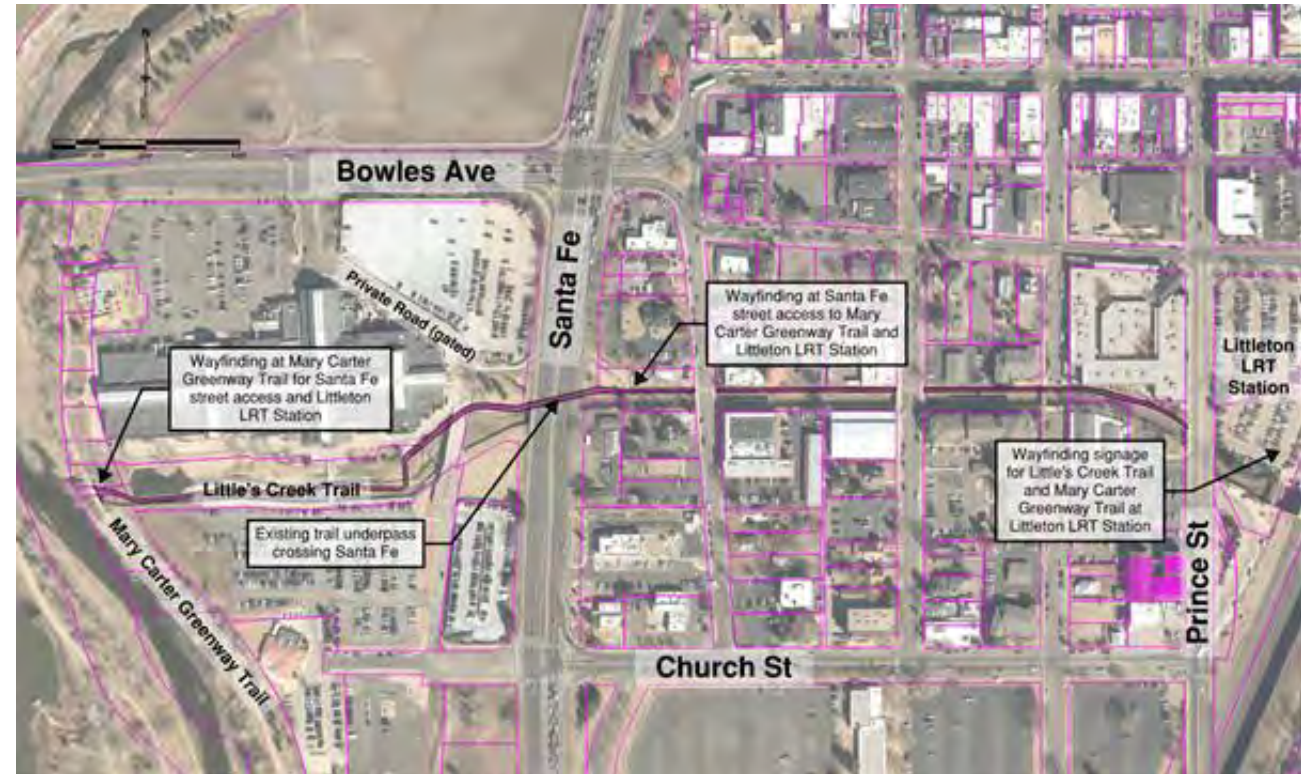 N
Bowles Ave
Santa Fe
Private Road (gated)
Wayfinding at Santa Fe
street access to Mary
Carter Greenway Trail and
Littleton LRT Station
Littleton
LRT
Station
Wayfinding at Mary Carter
Greenway Trail for Santa Fe
street access and Littleton
LRT Station
Little's Creek Trail
Wayfinding signage
for Little's Creek Trail
and Mary Carter
Greenway Trail at
Littleton LRT Station
Existing trail underpass
crossing Santa Fe
Mary Carter Greenway Trail
Prince St
Church St